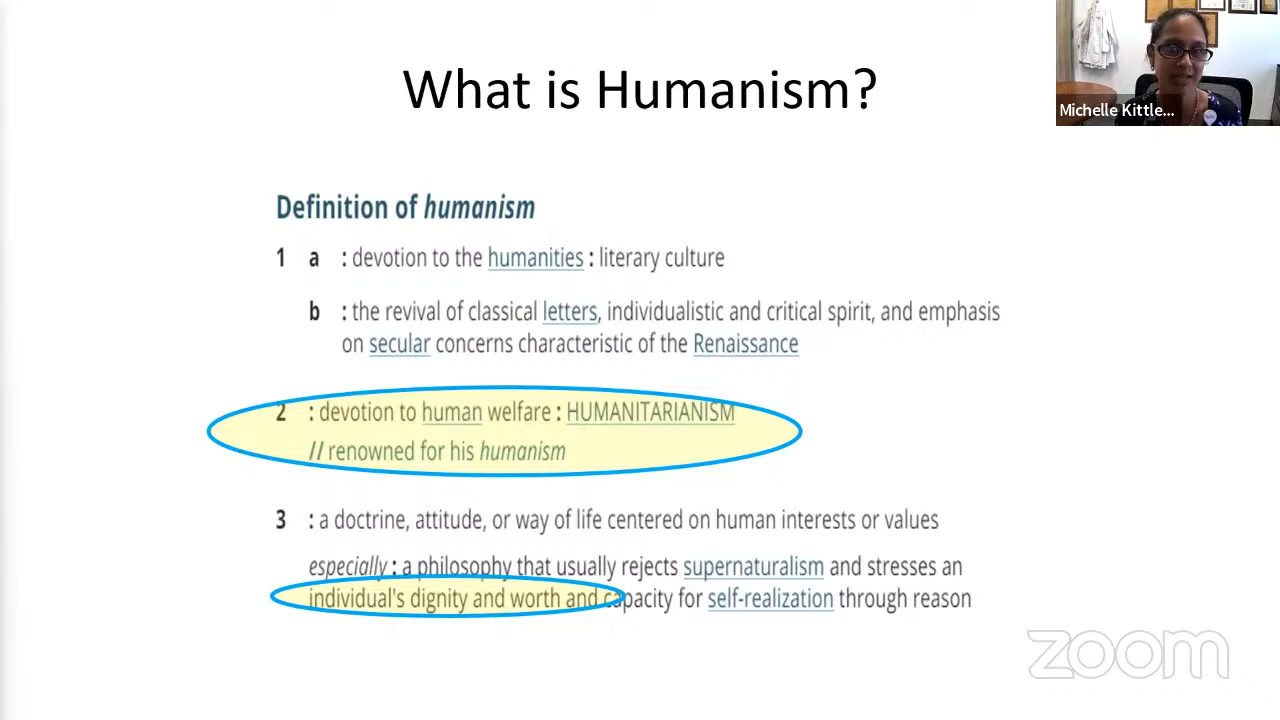 What is Humanism?
Michelle Kittle...
Definition of humanism
1 a : devotion to the humanities : literary culture
b : the revival of classical letters, individualistic and critical spirit, and emphasis
on secular concerns characteristic of the Renaissance
2 : devotion to human welfare : HUMANITARIANISM
// renowned for his humanism
3 : a doctrine, attitude, or way of life centered on human interests or values
especially : a philosophy that usually rejects supernaturalism and stresses an
individual's dignity and worth and capacity for self-realization through reason
zoom